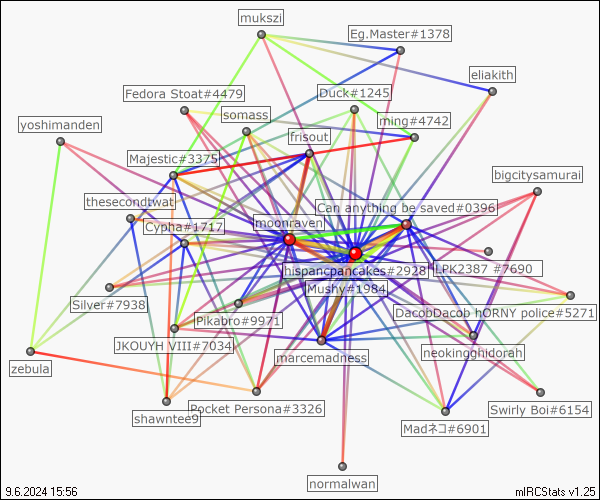 mukszi
Eg.Master#1378
eliakith
Fedora Stoat#4479
Duck#1245
somass
ming#4742
yoshimanden
frisout
Majestic#3375
bigcitysamurai
thesecondtwat
Can anything be saved#0396
moonraven
Cypha#1717
hispancpancakes#2928
LPK2387 #7690
Mushy#1984
Silver#7938
DacobDacob hORNY police#5271
Pikabro#9971
JKOUYH VIII#7034
neokingghidorah
marcemadness
zebula
Pocket Persona#3326
Swirly Boi#6154
shawntee9
Madネコ#6901
normalwan
9.6.2024 15:56
mIRCStats v1.25